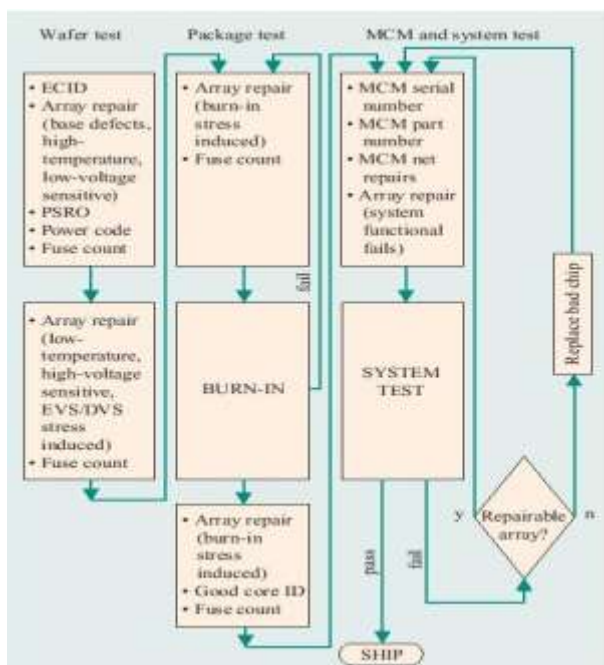 Wafer test
Package test
MCM and system test
• ECID
• Array repair
(base defects,
high-
temperature,
low-voltage
sensitive)
• PSRO
• Power code
• Fuse count
• Array repair
(low-
temperature,
high-voltage
sensitive,
EVS/DVS
stress
induced)
• Fuse count
• Array repair
(burn-in
stress
induced)
• Fuse count
fail
BURN-IN
• Array repair
(burn-in
stress
induced)
• Good core ID
• Fuse count
• MCM serial
number
• MCM part
number
• MCM net
repairs
• Array repair
(system
functional
fails)
SYSTEM
TEST
pass
fail
y
Repairable
array?
n
Replace bad chip
SHIP